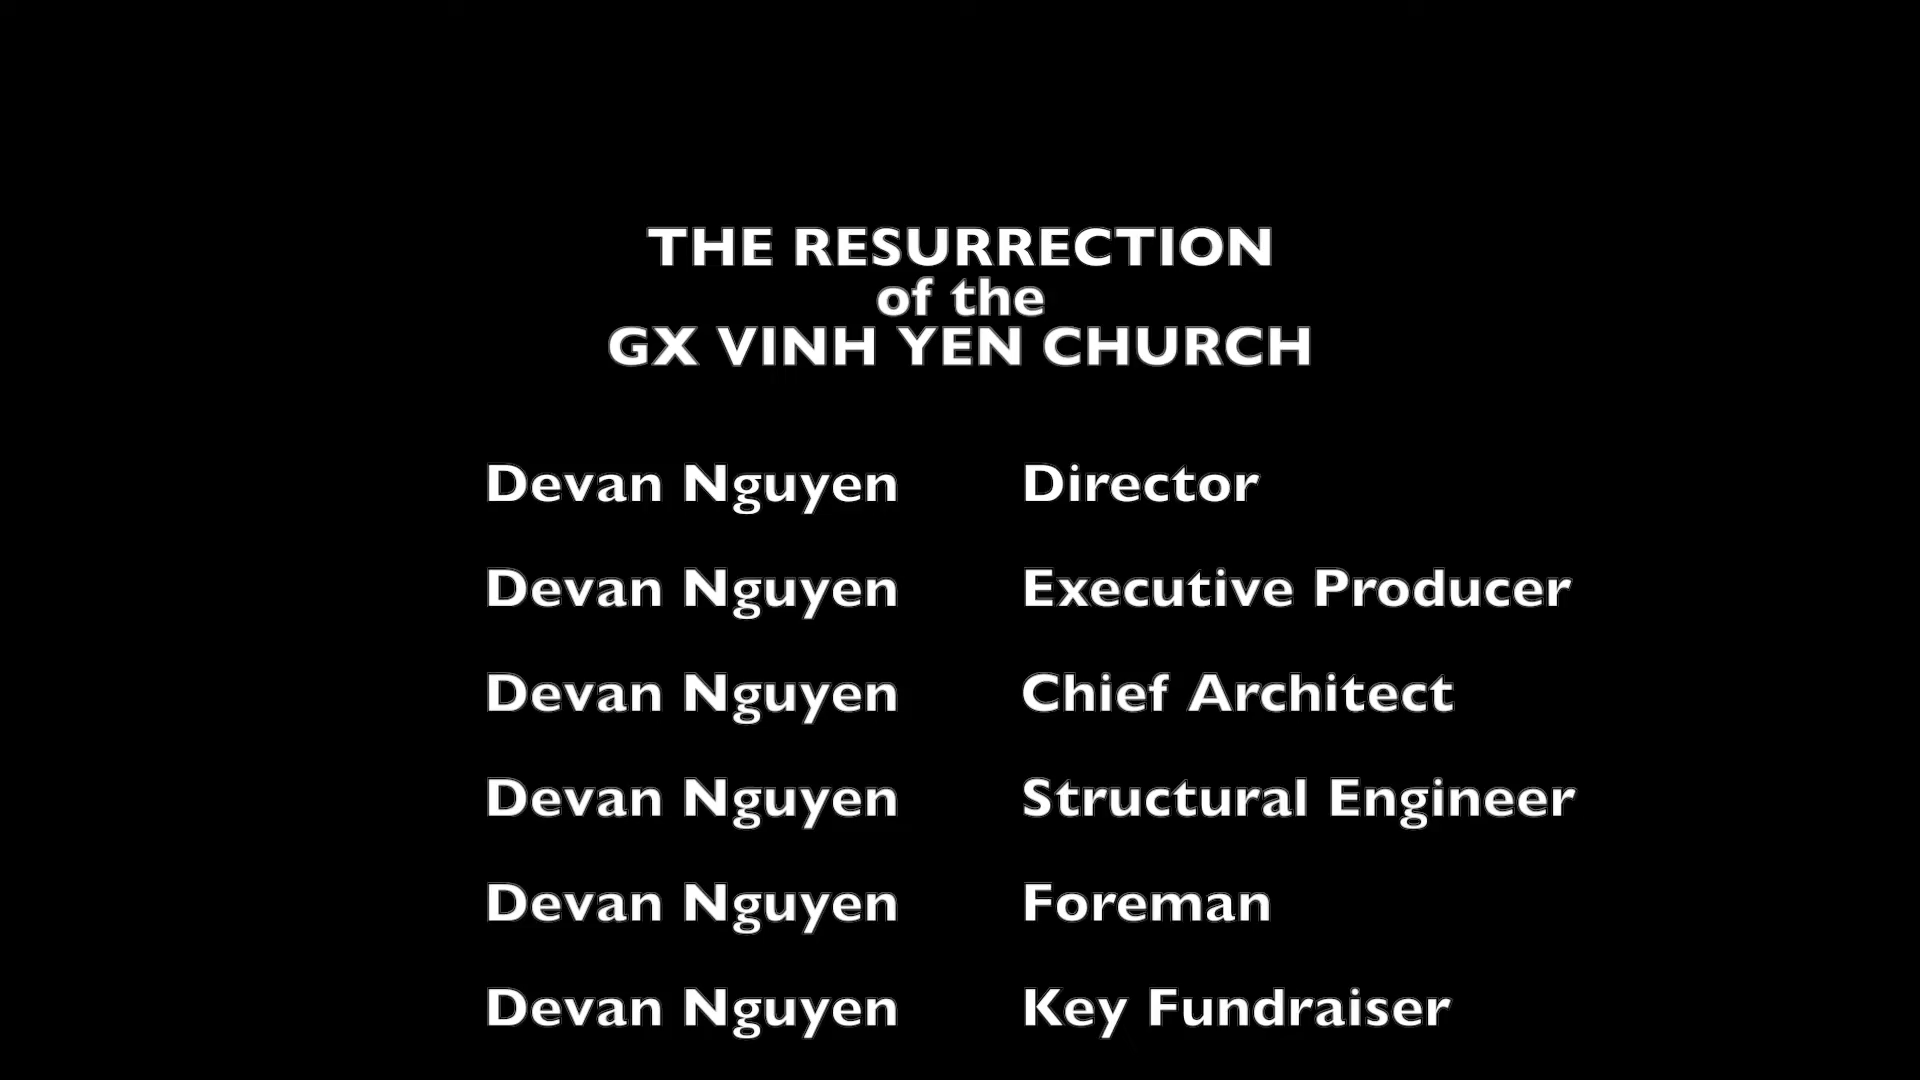 THE RESURRECTION
of the
GX VINH YEN CHURCH
Devan Nguyen Director
Devan Nguyen Executive Producer
Devan Nguyen Chief Architect
Devan Nguyen Structural Engineer
Devan Nguyen Foreman
Devan Nguyen Key Fundraiser